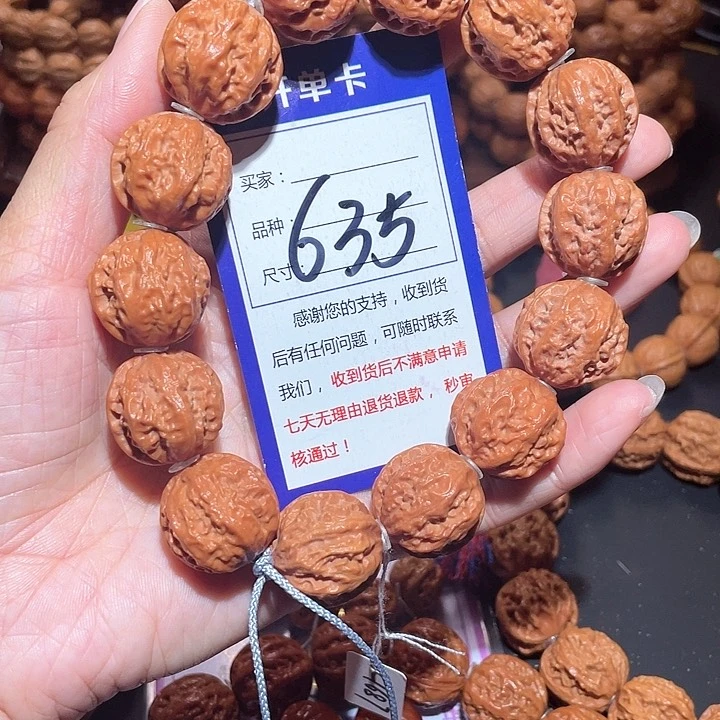 开单卡
买家：
品种：
635
尺寸
感谢您的支持，收到货
后有任何问题，可随时联系
我们，收到货后不满意申请
七天无理由退货退款，秒审
核通过！